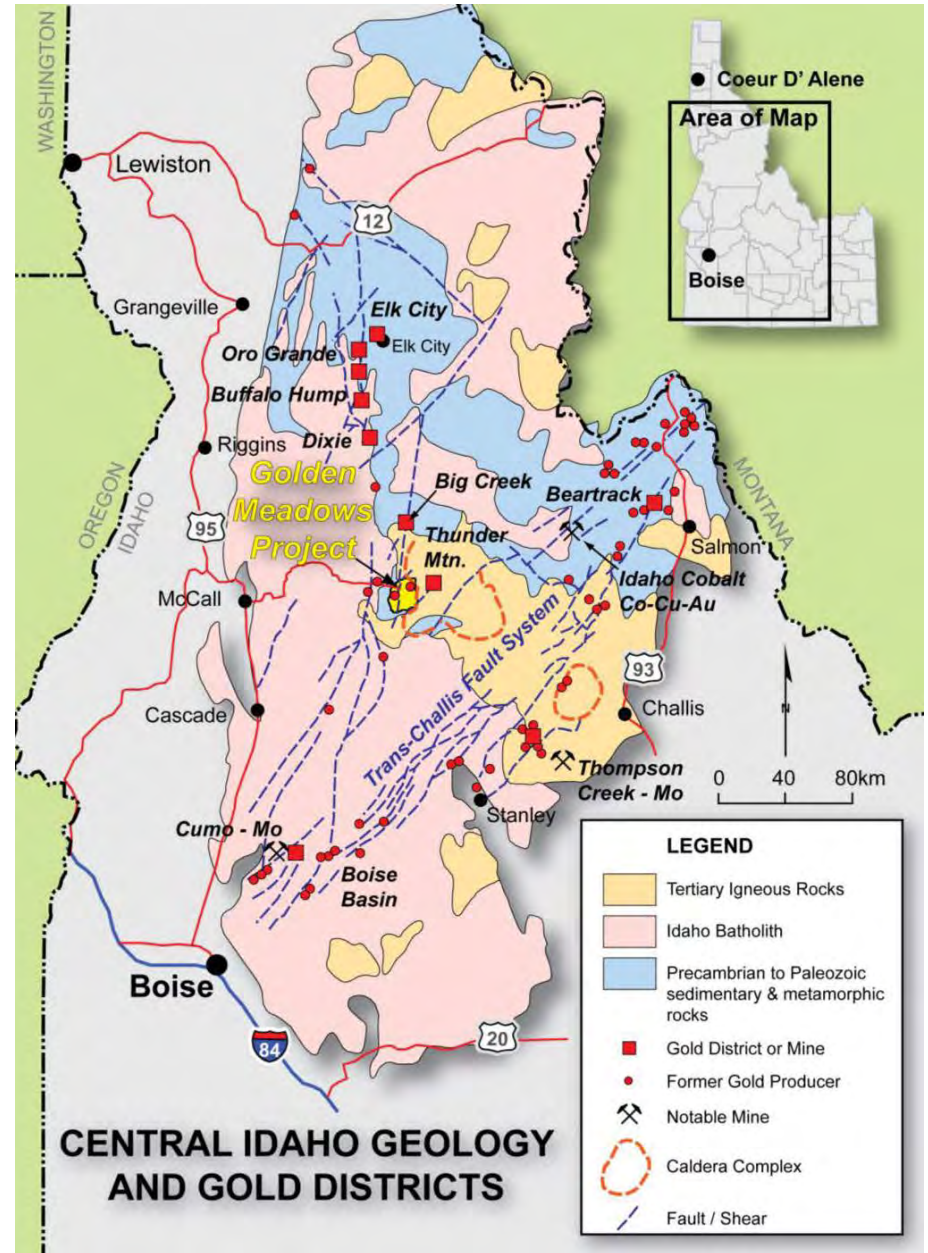 WASHINGTON
Lewiston
12
Grangeville
Elk City
Elk City
Oro Grande
Buffalo Hump
Dixie
Riggins
Golden
Meadows
Project
Big Creek
Thunder
Mtn.
Beartrack
Salmon
MONTANA
OREGON
IDAHO
95
McCall
Idaho Cobalt
Co-Cu-Au
Trans-Challis Fault System
93
Cascade
Challis
N
0 40 80km
Thompson
Creek - Mo
Stanley
Cumo - Mo
Boise
Basin
Boise
84
20
Coeur D' Alene
Area of Map
Boise
LEGEND
Tertiary Igneous Rocks
Idaho Batholith
Precambrian to Paleozoic
sedimentary & metamorphic
rocks
Gold District or Mine
Former Gold Producer
Notable Mine
Caldera Complex
Fault / Shear
CENTRAL IDAHO GEOLOGY
AND GOLD DISTRICTS